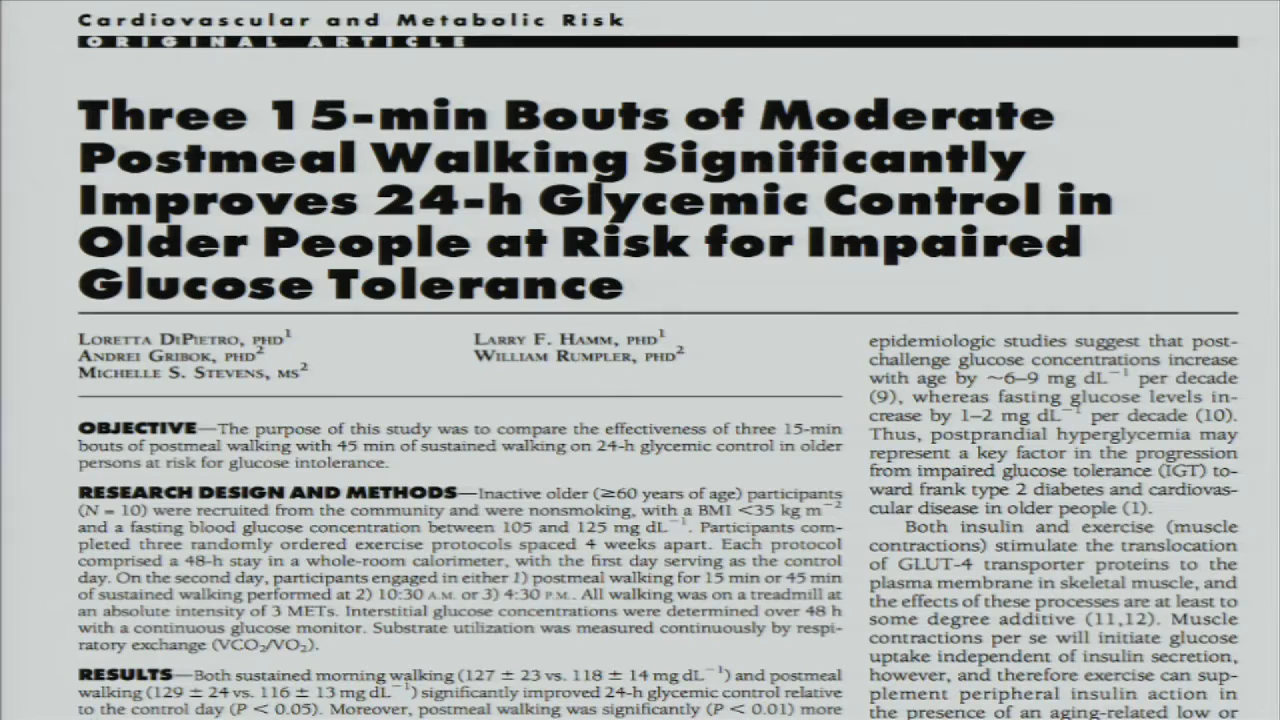 Cardiovascular and Metabolic Risk
ORIGINAL ARTICLE
Three 15-min Bouts of Moderate
Postmeal Walking Significantly
Improves 24-h Glycemic Control in
Older People at Risk for Impaired
Glucose Tolerance
LORETTA DIPIETRO, PHD1
ANDREI GRIBOK, PHD2
MICHELLE S. STEVENS, MS2
LARRY F. HAMM, PHD1
WILLIAM RUMPLER, PHD2
OBJECTIVE—The purpose of this study was to compare the effectiveness of three 15-min
bouts of postmeal walking with 45 min of sustained walking on 24-h glycemic control in older
persons at risk for glucose intolerance.
RESEARCH DESIGN AND METHODS—Inactive older (≥60 years of age) participants
(N = 10) were recruited from the community and were nonsmoking, with a BMI <35 kg m−2
and a fasting blood glucose concentration between 105 and 125 mg dL−1. Participants com-
pleted three randomly ordered exercise protocols spaced 4 weeks apart. Each protocol
comprised a 48-h stay in a whole-room calorimeter, with the first day serving as the control
day. On the second day, participants engaged in either 1) postmeal walking for 15 min or 45 min
of sustained walking performed at 2) 10:30 A.M. or 3) 4:30 P.M.. All walking was on a treadmill at
an absolute intensity of 3 METs. Interstitial glucose concentrations were determined over 48 h
with a continuous glucose monitor. Substrate utilization was measured continuously by respi-
ratory exchange (VCO2/VO2).
RESULTS—Both sustained morning walking (127 ± 23 vs. 118 ± 14 mg dL−1) and postmeal
walking (129 ± 24 vs. 116 ± 13 mg dL−1) significantly improved 24-h glycemic control relative
to the control day (P < 0.05). Moreover, postmeal walking was significantly (P < 0.01) more
epidemiologic studies suggest that post-
challenge glucose concentrations increase
with age by ~6–9 mg dL−1 per decade
(9), whereas fasting glucose levels in-
crease by 1–2 mg dL−1 per decade (10).
Thus, postprandial hyperglycemia may
represent a key factor in the progression
from impaired glucose tolerance (IGT) to-
ward frank type 2 diabetes and cardiovas-
cular disease in older people (1).
Both insulin and exercise (muscle
contractions) stimulate the translocation
of GLUT-4 transporter proteins to the
plasma membrane in skeletal muscle, and
the effects of these processes are at least to
some degree additive (11,12). Muscle
contractions per se will initiate glucose
uptake independent of insulin secretion,
however, and therefore exercise can sup-
plement peripheral insulin action in
the presence of an aging-related low or